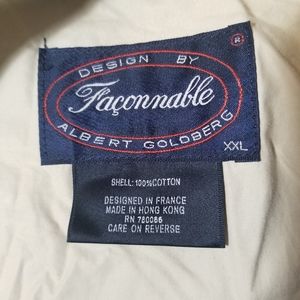 ®
DESIGN BY
Façonnable
ALBERT GOLDBERG
XXL
SHELL: 100% COTTON
DESIGNED IN FRANCE
MADE IN HONG KONG
RN 780086
CARE ON REVERSE